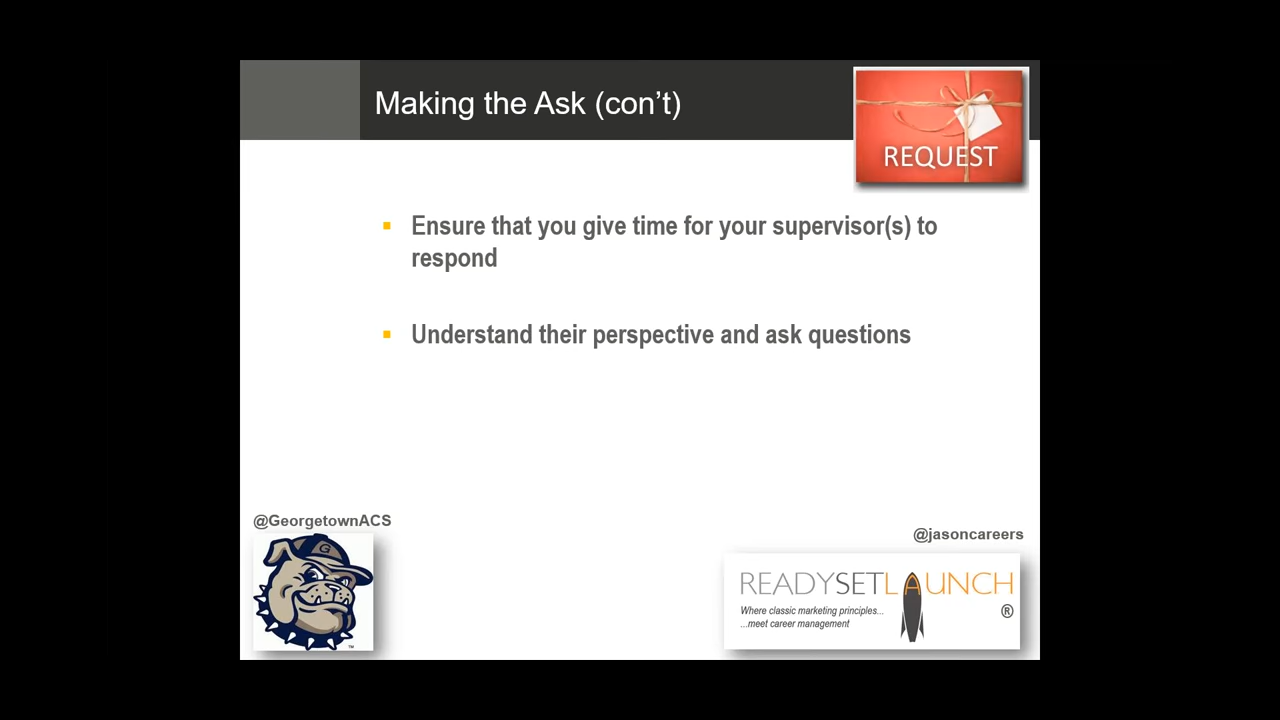 Making the Ask (con’t)
REQUEST
Ensure that you give time for your supervisor(s) to
respond
Understand their perspective and ask questions
@GeorgetownACS
G
™
@jasoncareers
READYSETLAUNCH
®
Where classic marketing principles...
...meet career management